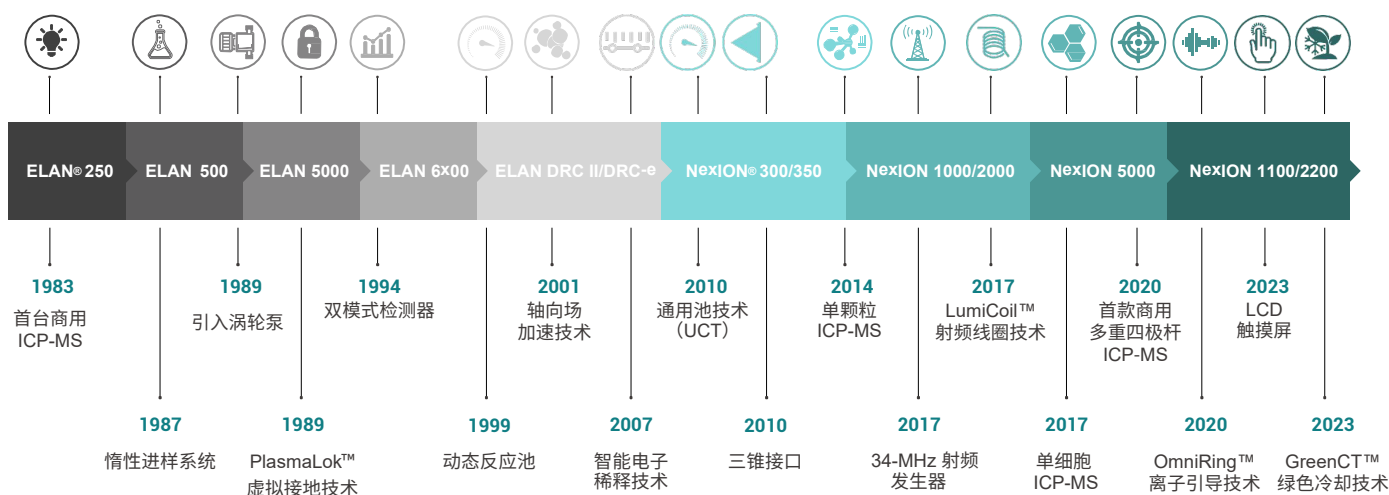 ELAN® 250
ELAN 500
ELAN 5000
ELAN 6x00
ELAN DRC II/DRC-e
NexION® 300/350
NexION 1000/2000
NexION 5000
NexION 1100/2200
1983
首台商用
ICP-MS
1989
引入涡轮泵
1994
双模式检测器
2001
轴向场
加速技术
2010
通用池技术
（UCT）
2014
单颗粒
ICP-MS
2017
LumiCoil™
射频线圈技术
2020
首款商用
多重四极杆
ICP-MS
2023
LCD
触摸屏
1987
惰性进样系统
1989
PlasmaLok™
虚拟接地技术
1999
动态反应池
2007
智能电子
稀释技术
2010
三锥接口
2017
34-MHz 射频
发生器
2017
单细胞
ICP-MS
2020
OmniRing™
离子引导技术
2023
GreenCT™
绿色冷却技术